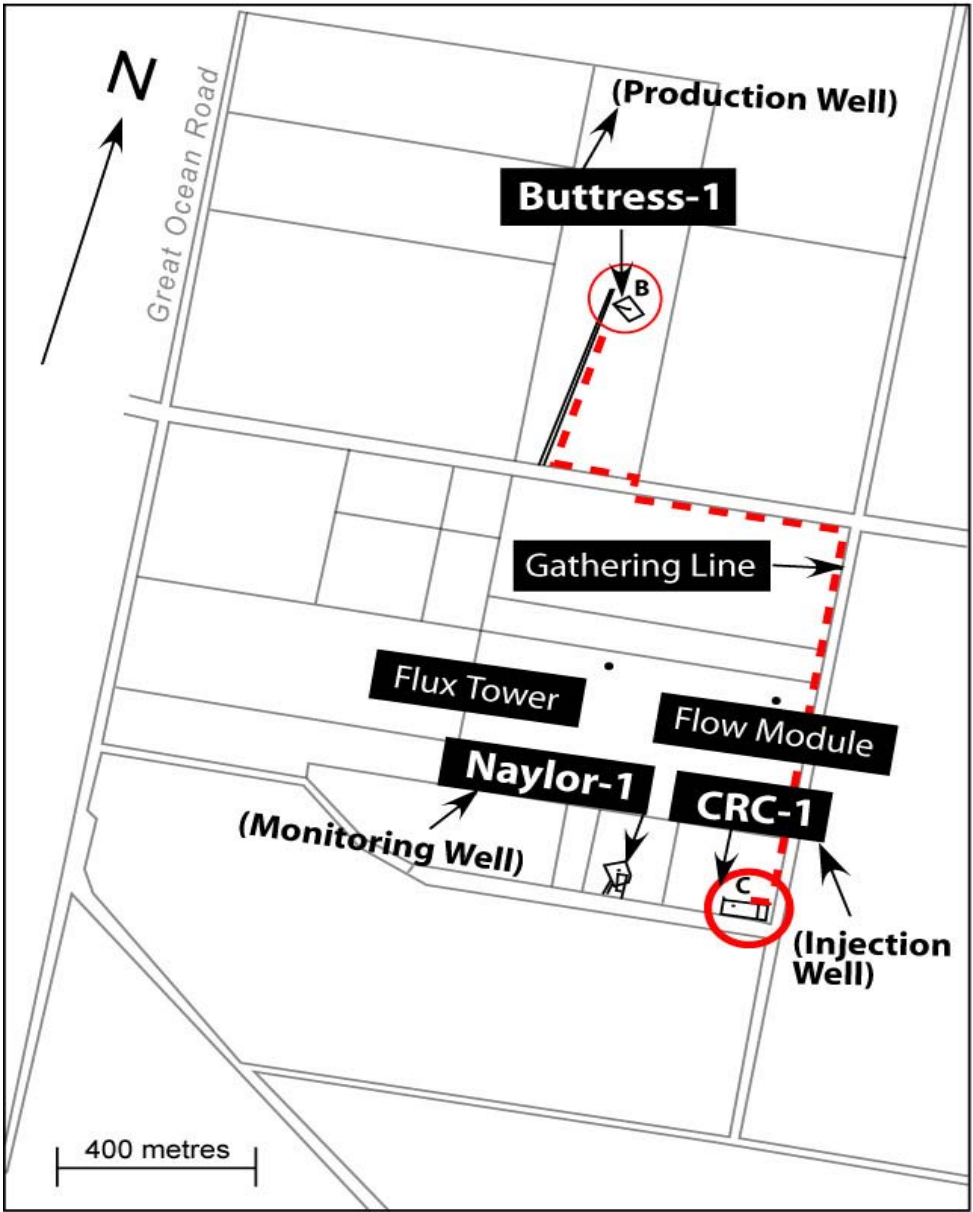 N
Great Ocean Road
(Production Well)
Buttress-1
B
Gathering Line
Flux Tower
Flow Module
Naylor-1
CRC-1
(Monitoring Well)
C
(Injection
Well)
400 metres